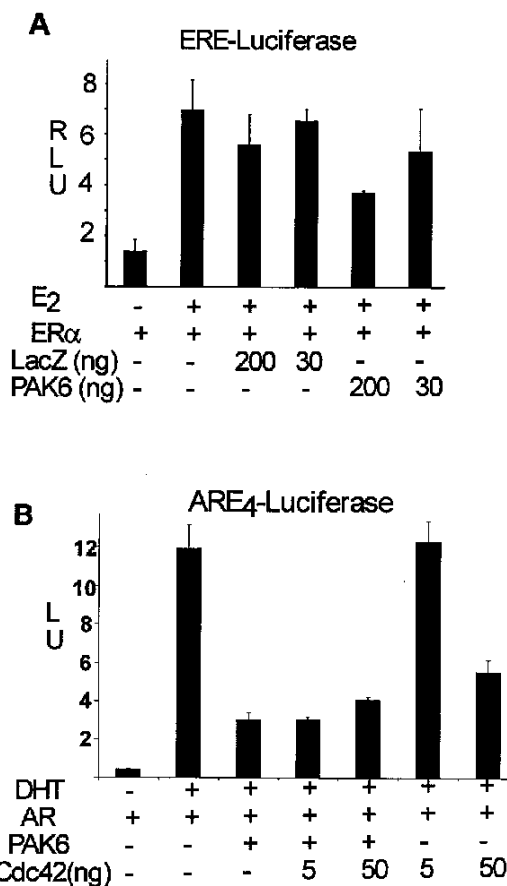 A
ERE-Luciferase
8
6
4
2
R
L
U
E2 - + + + + +
ERα + + + + + +
LacZ (ng) - - 200 30 - -
PAK6 (ng) - - - - 200 30
B
ARE4-Luciferase
12
10
8
6
4
2
L
U
DHT - + + + + + +
AR + + + + + + +
PAK6 - - + + + - -
Cdc42(ng) - - - 5 50 5 50